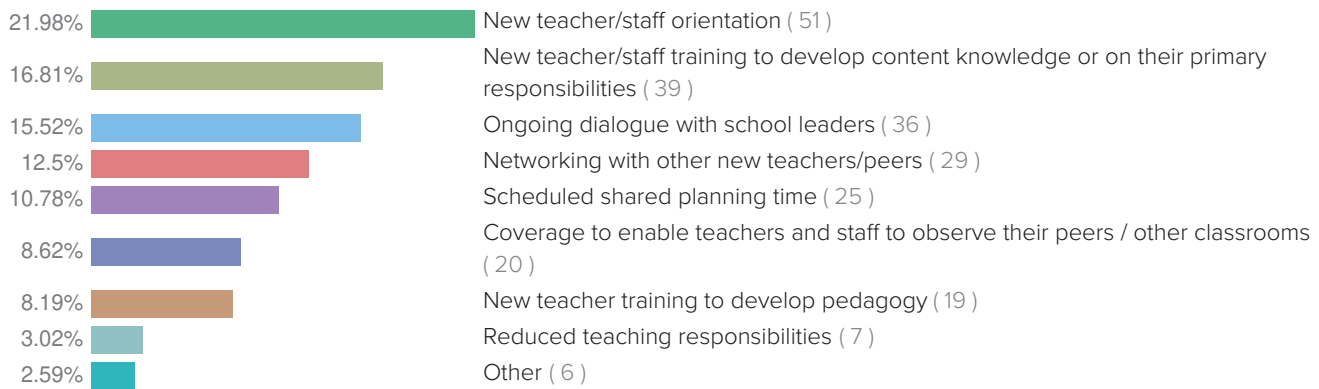 21.98% New teacher/staff orientation ( 51 )
New teacher/staff training to develop content knowledge or on their primary
16.81%
responsibilities ( 39 )
15.52% Ongoing dialogue with school leaders ( 36 )
12.5% Networking with other new teachers/peers ( 29 )
10.78% Scheduled shared planning time ( 25 )
Coverage to enable teachers and staff to observe their peers / other classrooms
8.62%
( 20 )
8.19% New teacher training to develop pedagogy ( 19 )
3.02% Reduced teaching responsibilities ( 7 )
2.59% Other ( 6 )